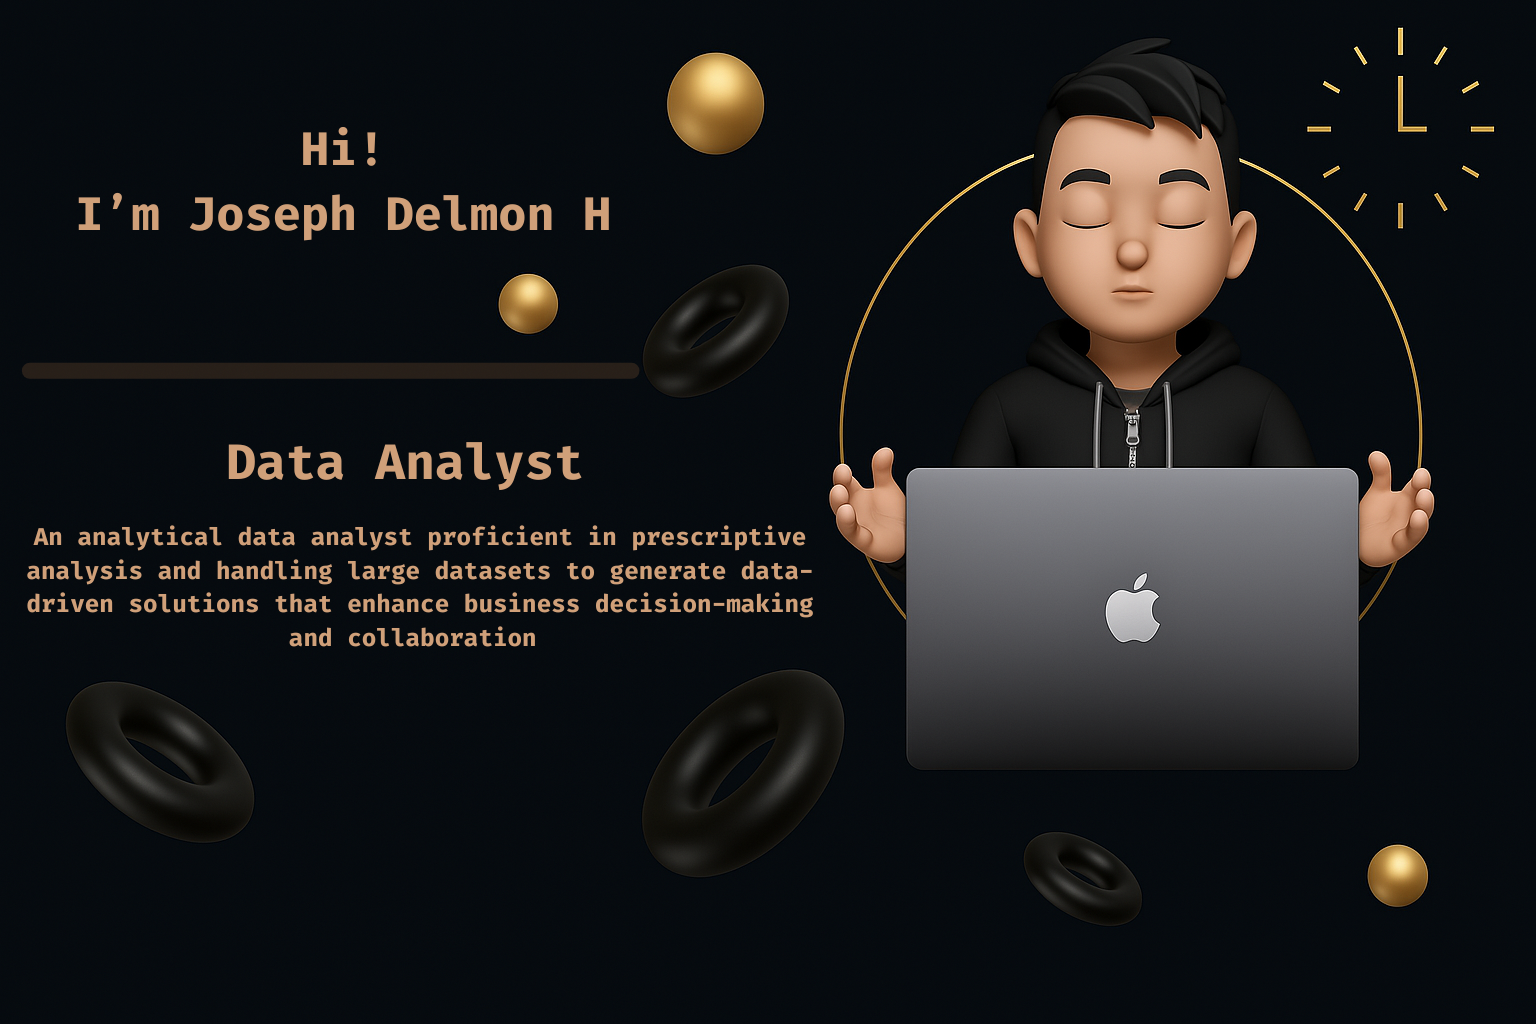 Hi!
I’m Joseph Delmon H
Data Analyst
An analytical data analyst proficient in prescriptive
analysis and handling large datasets to generate data-
driven solutions that enhance business decision-making
and collaboration